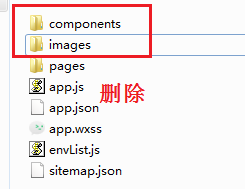 components
images
pages
app.js
删除
app.json
app.wxss
envList.js
sitemap.json